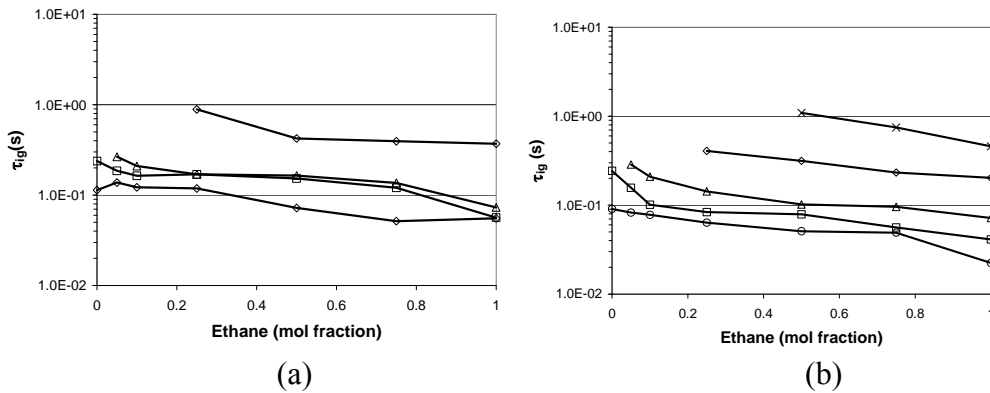 1.0E+01
1.0E+00
1.0E-01
1.0E-02
τig(s)
0 0.2 0.4 0.6 0.8 1
Ethane (mol fraction)
(a)
1.0E+01
1.0E+00
1.0E-01
1.0E-02
τig (s)
0 0.2 0.4 0.6 0.8 1
Ethane (mol fraction)
(b)